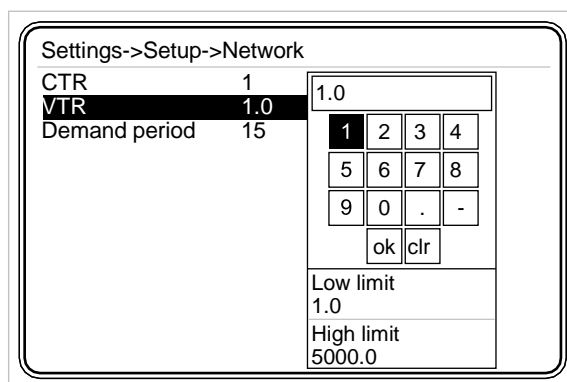 Settings->Setup->Network
CTR 1
VTR 1.0
Demand period 15
1.0
1 2 3 4
5 6 7 8
9 0 . -
ok clr
Low limit
1.0
High limit
5000.0